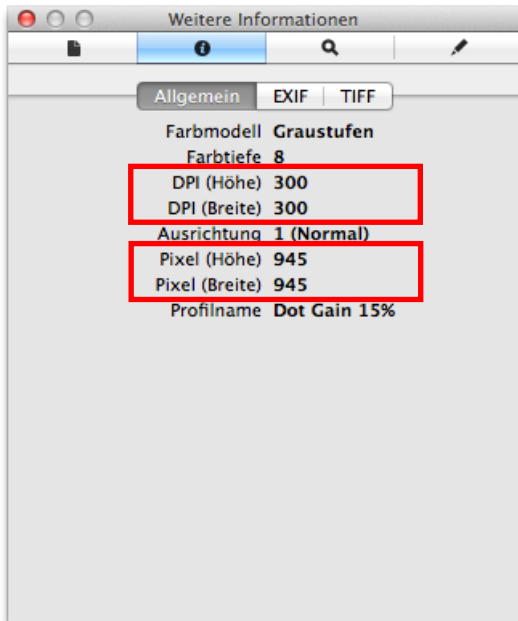 Weitere Informationen
Allgemein EXIF TIFF
Farbmodell Graustufen
Farbtiefe 8
DPI (Höhe) 300
DPI (Breite) 300
Ausrichtung 1 (Normal)
Pixel (Höhe) 945
Pixel (Breite) 945
Profilname Dot Gain 15%